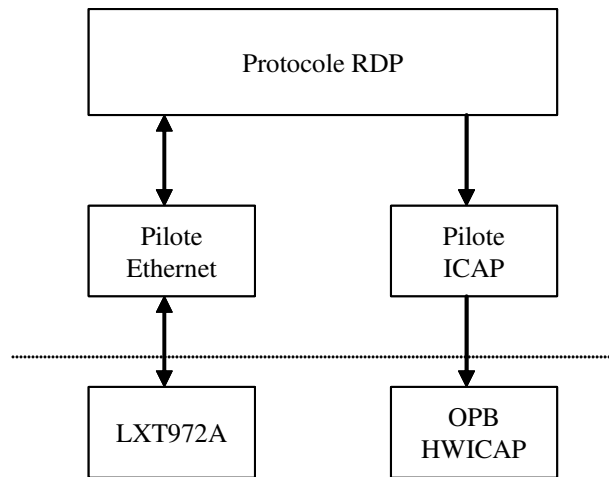 Protocole RDP
Pilote
Ethernet
Pilote
ICAP
LXT972A
OPB
HWICAP